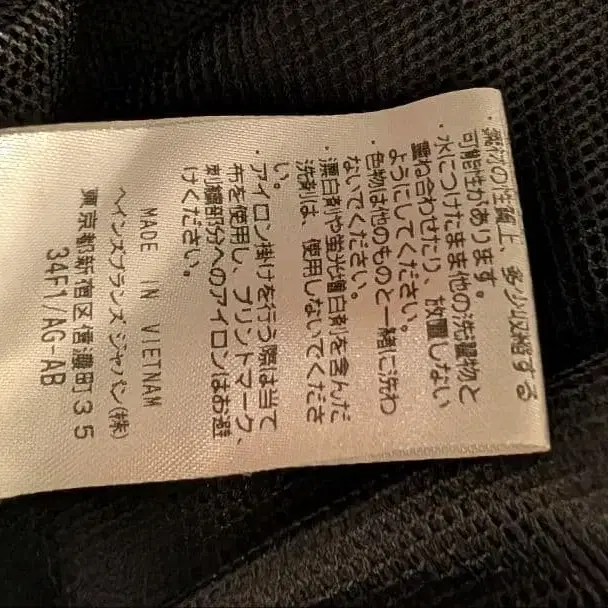 ・素材の性質上、多少収縮する
可能性があります。
・水につけたまま他の洗濯物と
重ね合わせたり、放置しない
ようにしてください。
・色物は他のものと一緒に洗わ
ないでください。
・漂白剤や蛍光増白剤を含んだ
洗剤は、使用しないでくださ
い。
・アイロン掛けを行う際は当て
布を使用し、プリントマーク、
刺繍部分へのアイロンはお避
けください。
MADE IN VIETNAM
ヘインズブランズ ジャパン(株)
東京都新宿区信濃町35
34F1/AG-AB